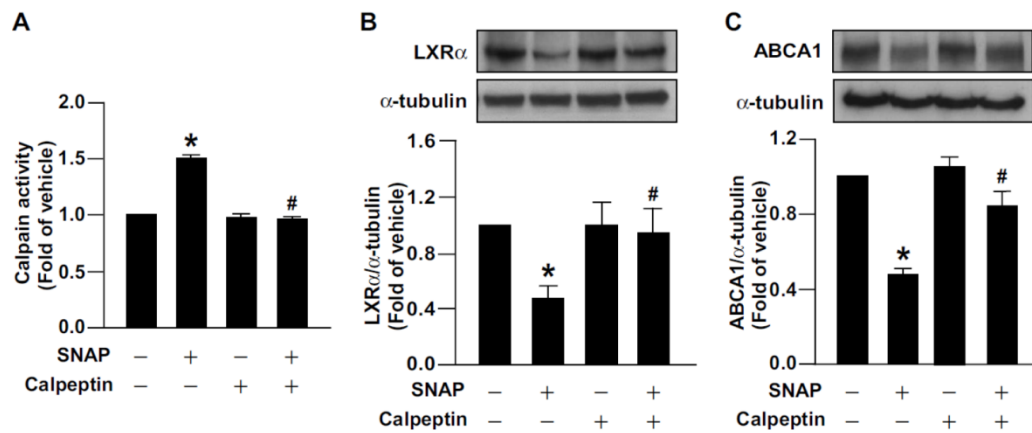 A
Calpain activity
(Fold of vehicle)
2.0
1.5
1.0
0.5
0.0
*
#
SNAP – + – +
Calpeptin – – + +
B
LXRα
α-tubulin
LXRα/α-tubulin
(Fold of vehicle)
1.6
1.2
0.8
0.4
0.0
*
#
SNAP – + – +
Calpeptin – – + +
C
ABCA1
α-tubulin
ABCA1/α-tubulin
(Fold of vehicle)
1.2
0.8
0.4
0.0
*
#
SNAP – + – +
Calpeptin – – + +